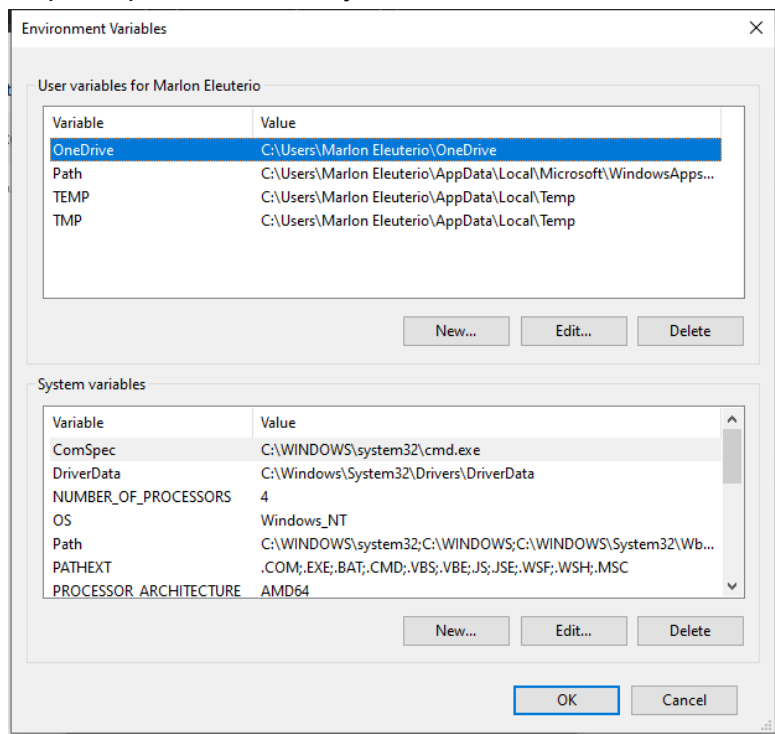 Environment Variables
User variables for Marlon Eleuterio
Variable Value
OneDrive C:\Users\Marlon Eleuterio\OneDrive
Path C:\Users\Marlon Eleuterio\AppData\Local\Microsoft\WindowsApps...
TEMP C:\Users\Marlon Eleuterio\AppData\Local\Temp
TMP C:\Users\Marlon Eleuterio\AppData\Local\Temp
New... Edit... Delete
System variables
Variable Value
ComSpec C:\WINDOWS\system32\cmd.exe
DriverData C:\Windows\System32\Drivers\DriverData
NUMBER_OF_PROCESSORS 4
OS Windows_NT
Path C:\WINDOWS\system32;C:\WINDOWS;C:\WINDOWS\System32\Wb...
PATHEXT .COM;.EXE;.BAT;.CMD;.VBS;.VBE;.JS;.JSE;.WSF;.WSH;.MSC
PROCESSOR_ARCHITECTURE AMD64
New... Edit... Delete
OK Cancel